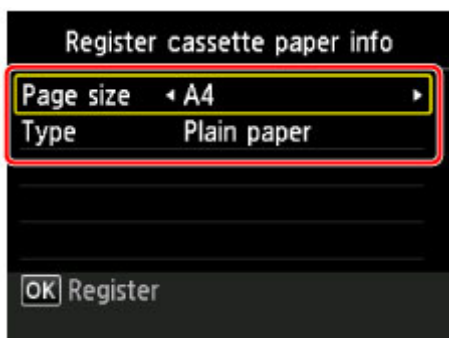 Register cassette paper info
Page size A4
Type Plain paper
OK Register